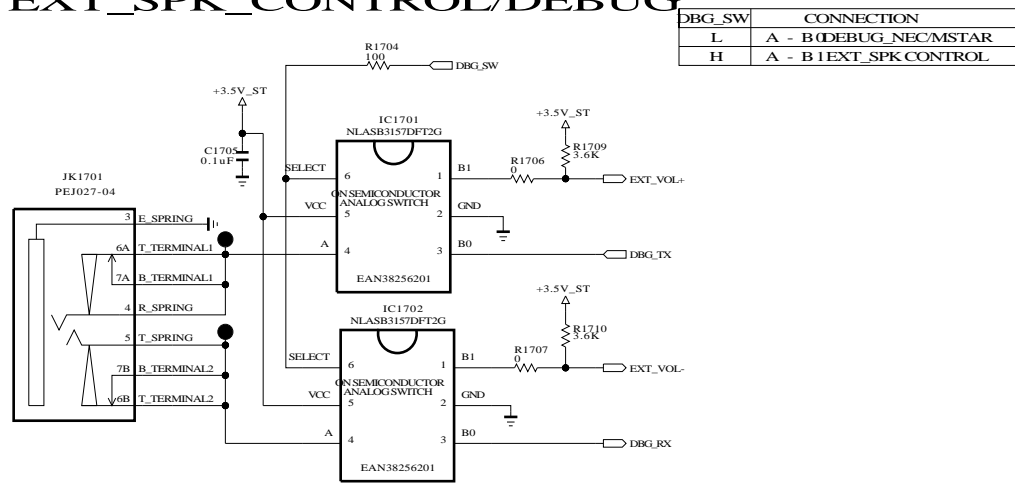 EXT_SPK_CONTROL/DEBUG
DBG_SW CONNECTION
L A - B0DEBUG_NEC/MSTAR
H A - B1EXT_SPK CONTROL
R1704
100
DBG_SW
+3.5V_ST
C1705
0.1uF
IC1701
NLASB3157DFT2G
SELECT 6
1 B1
ON SEMICONDUCTOR
ANALOG SWITCH
VCC 5
2 GND
A 4
3 B0
EAN38256201
R1706
0
+3.5V_ST
R1709
3.6K
EXT_VOL+
DBG_TX
JK1701
PEJ027-04
3 E_SPRING
6A T_TERMINAL1
7A B_TERMINAL1
4 R_SPRING
5 T_SPRING
7B B_TERMINAL2
6B T_TERMINAL2
IC1702
NLASB3157DFT2G
SELECT 6
1 B1
ON SEMICONDUCTOR
ANALOG SWITCH
VCC 5
2 GND
A 4
3 B0
EAN38256201
R1707
0
+3.5V_ST
R1710
3.6K
EXT_VOL-
DBG_RX